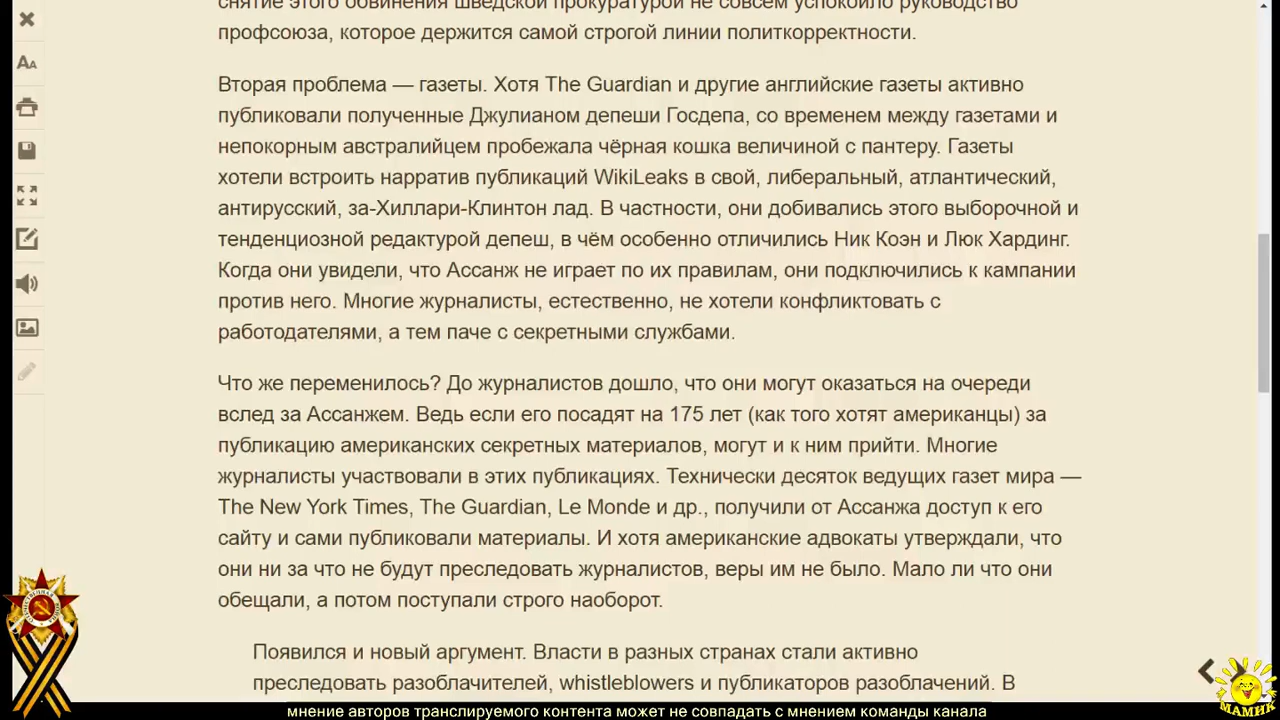 снятие этого обвинения шведской прокуратурой не совсем успокоило руководство
профсоюза, которое держится самой строгой линии политкорректности.
Вторая проблема — газеты. Хотя The Guardian и другие английские газеты активно
публиковали полученные Джулианом депеши Госдепа, со временем между газетами и
непокорным австралийцем пробежала чёрная кошка величиной с пантеру. Газеты
хотели встроить нарратив публикаций WikiLeaks в свой, либеральный, атлантический,
антирусский, за-Хиллари-Клинтон лад. В частности, они добивались этого выборочной и
тенденциозной редактурой депеш, в чём особенно отличились Ник Коэн и Люк Хардинг.
Когда они увидели, что Ассанж не играет по их правилам, они подключились к кампании
против него. Многие журналисты, естественно, не хотели конфликтовать с
работодателями, а тем паче с секретными службами.
Что же переменилось? До журналистов дошло, что они могут оказаться на очереди
вслед за Ассанжем. Ведь если его посадят на 175 лет (как того хотят американцы) за
публикацию американских секретных материалов, могут и к ним прийти. Многие
журналисты участвовали в этих публикациях. Технически десяток ведущих газет мира —
The New York Times, The Guardian, Le Monde и др., получили от Ассанжа доступ к его
сайту и сами публиковали материалы. И хотя американские адвокаты утверждали, что
они ни за что не будут преследовать журналистов, веры им не было. Мало ли что они
обещали, а потом поступали строго наоборот.
Появился и новый аргумент. Власти в разных странах стали активно
преследовать разоблачителей, whistleblowers и публикаторов разоблачений. В
МАМИК
мнение авторов транслируемого контента может не совпадать с мнением команды канала